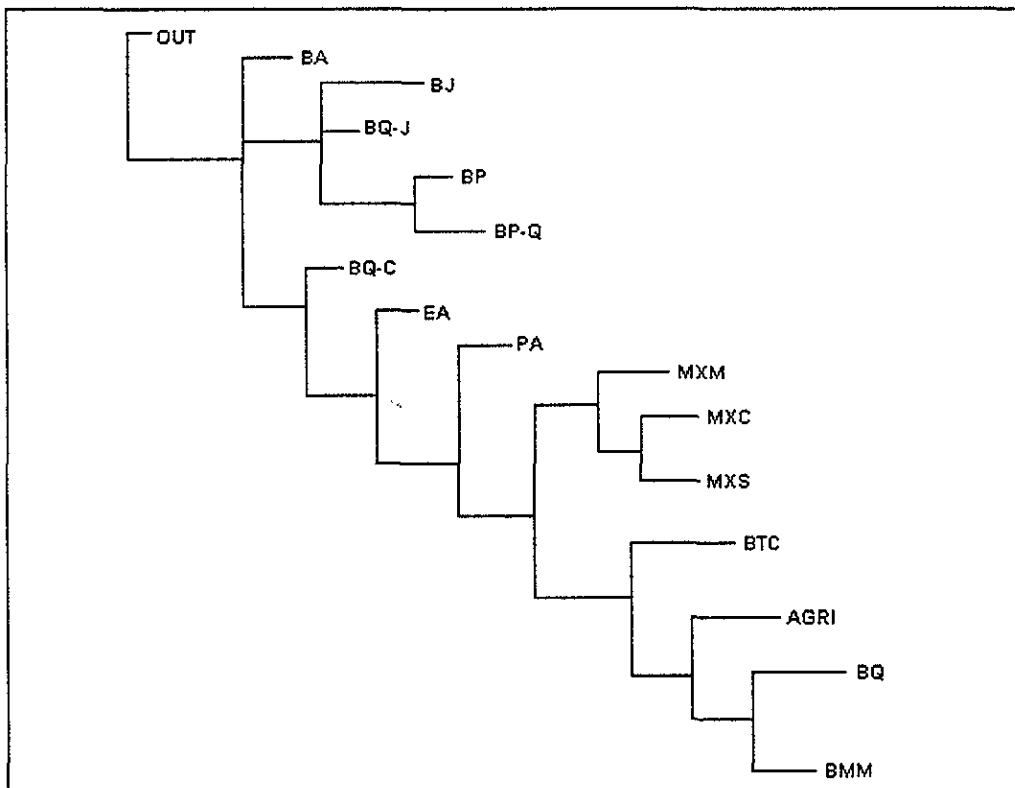 OUT
BA
BJ
BQ-J
BP
BP-Q
BQ-C
EA
PA
MXM
MXC
MXS
BTC
AGRI
BQ
BMM